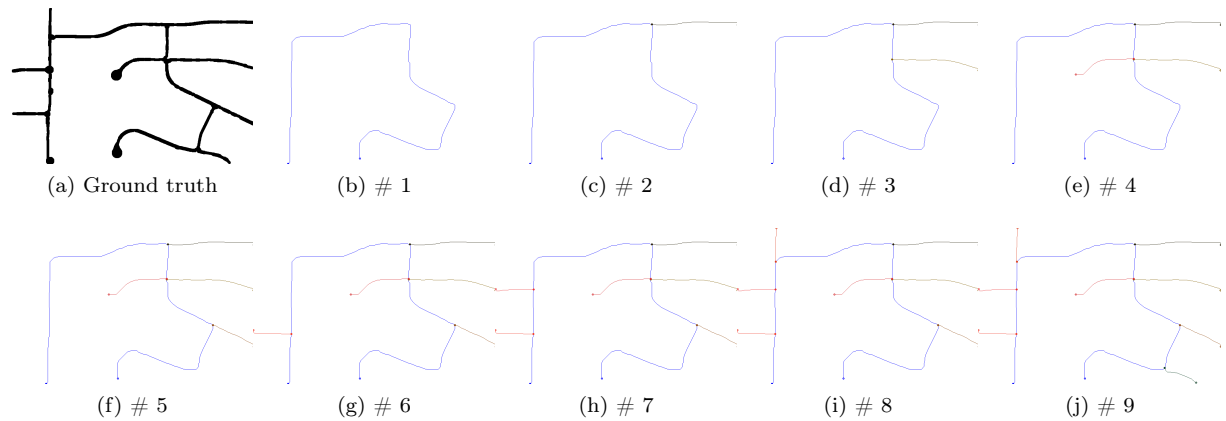 (a) Ground truth
(b) # 1
(c) # 2
(d) # 3
(e) # 4
(f) # 5
(g) # 6
(h) # 7
(i) # 8
(j) # 9